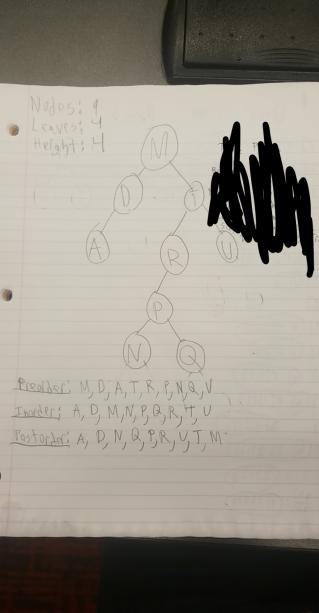 Nodes: 9
Leaves: 4
Height: 4
M
D
T
A
R
U
P
N
Q
Preorder: M, D, A, T, R, P, N, Q, U
Inorder: A, D, M, N, P, Q, R, T, U
Postorder: A, D, N, Q, P, R, U, T, M